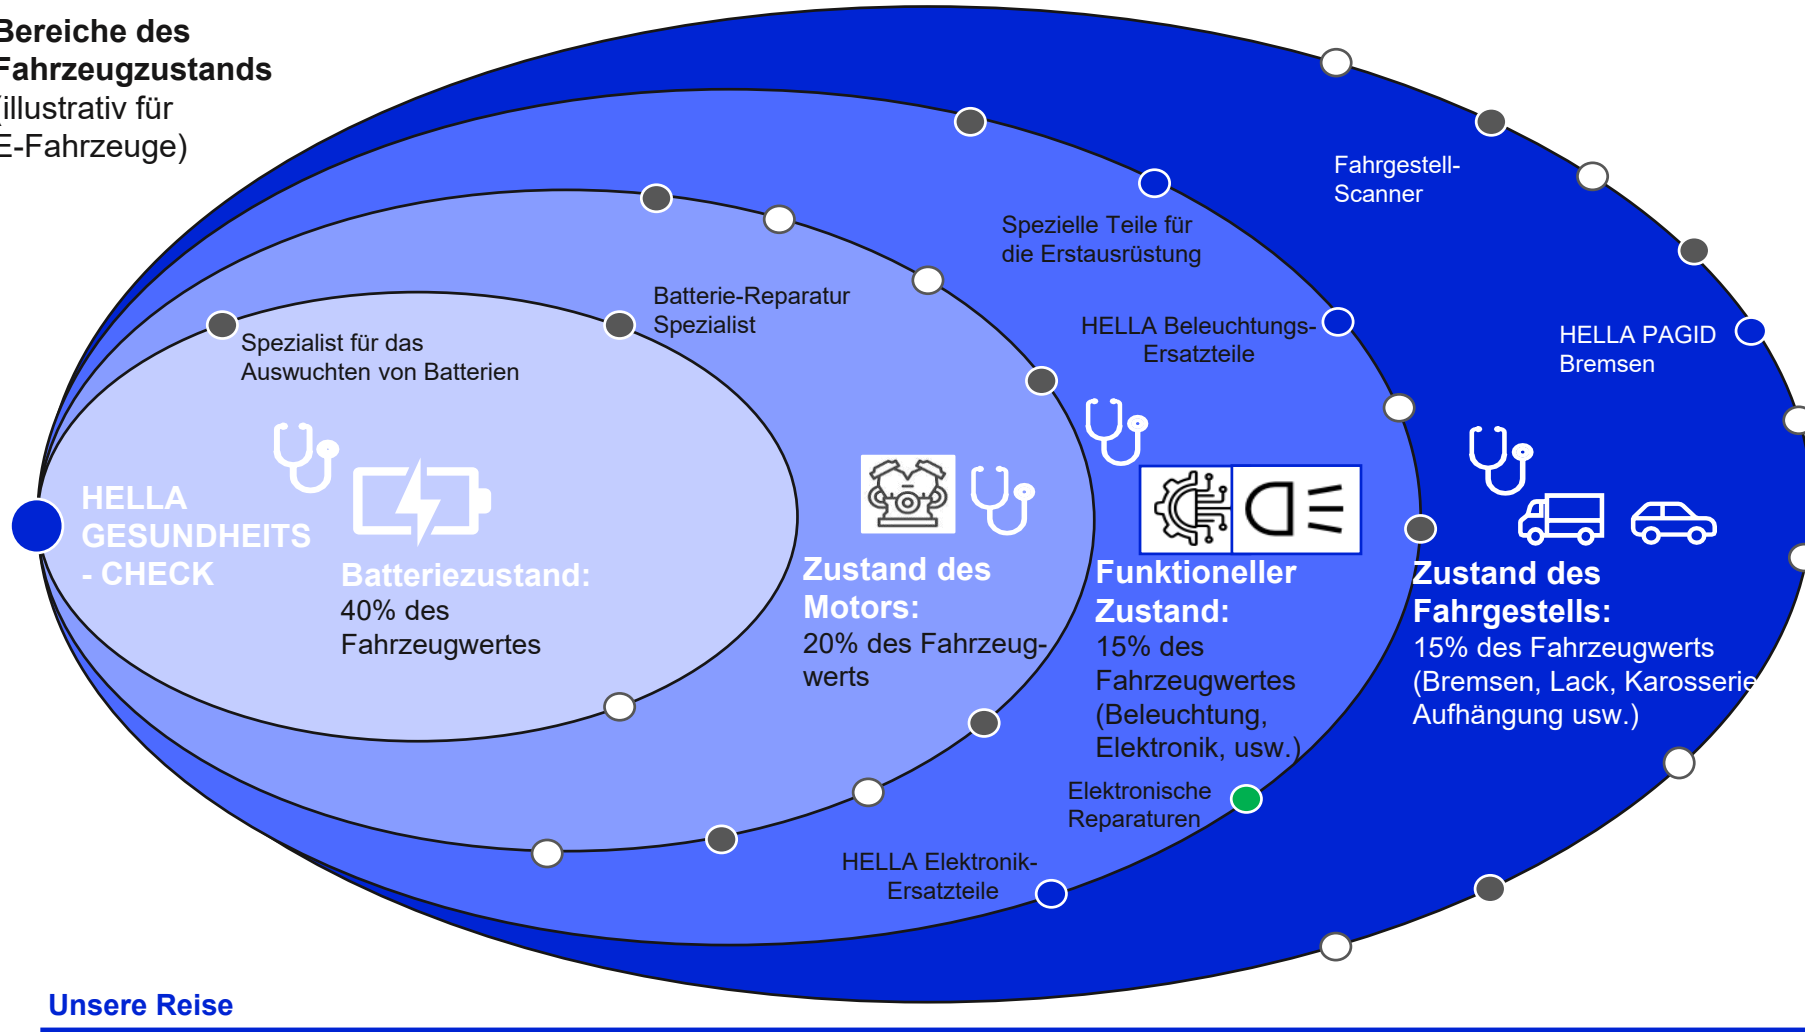 Bereiche des
Fahrzeugzustands
(illustrativ für
E-Fahrzeuge)
Fahrgestell-
Scanner
Spezielle Teile für
die Erstausrüstung
Batterie-Reparatur
Spezialist
HELLA Beleuchtungs-
Ersatzteile
HELLA PAGID
Bremsen
Spezialist für das
Auswuchten von Batterien
HELLA
GESUNDHEITS
- CHECK
Batteriezustand:
40% des
Fahrzeugwertes
Zustand des
Motors:
20% des Fahrzeug-
werts
Funktioneller
Zustand:
15% des
Fahrzeugwertes
(Beleuchtung,
Elektronik, usw.)
Zustand des
Fahrgestells:
15% des Fahrzeugwerts
(Bremsen, Lack, Karosserie
Aufhängung usw.)
Elektronische
Reparaturen
HELLA Elektronik-
Ersatzteile
Unsere Reise